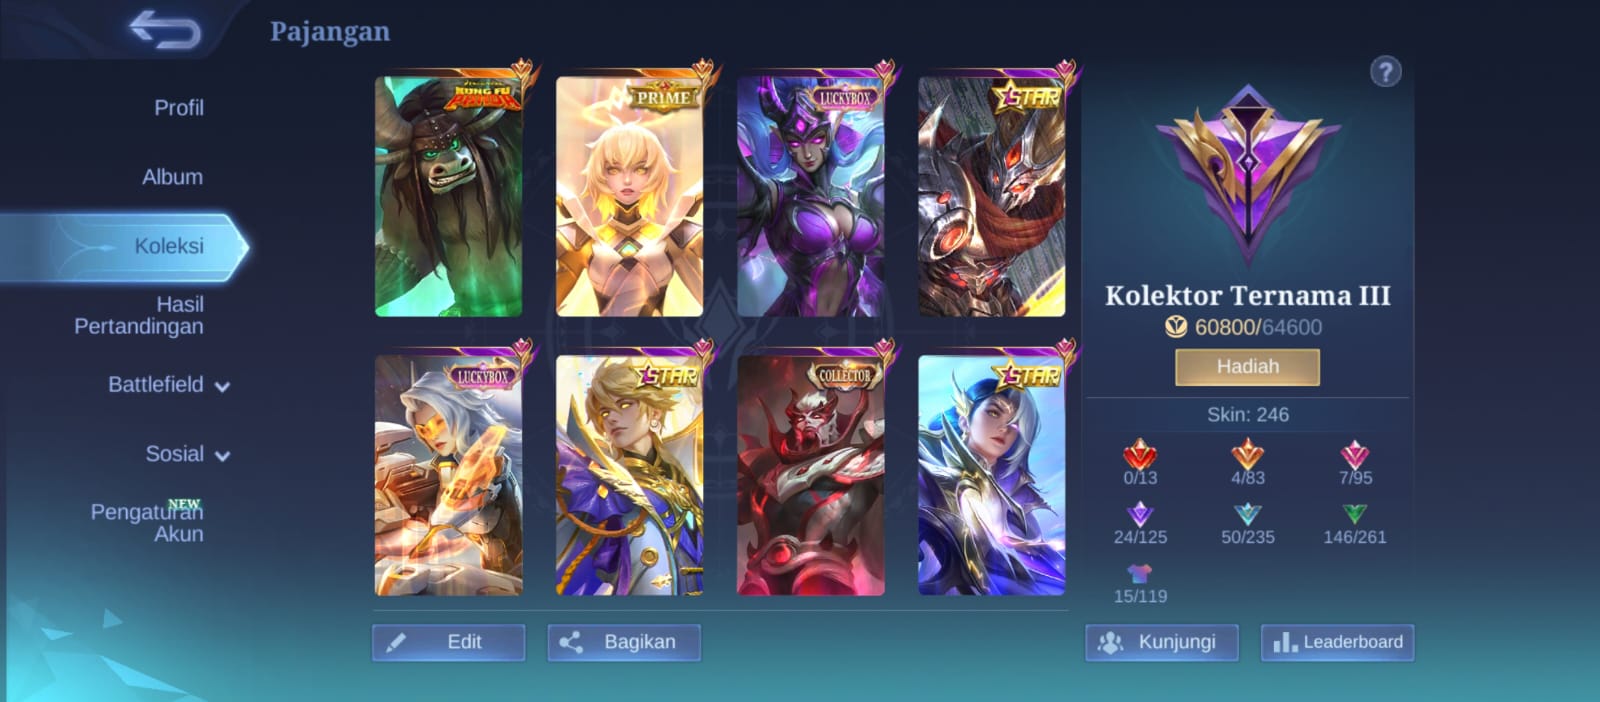 Pajangan
Profil
Album
Koleksi
Hasil
Pertandingan
Battlefield
Sosial
NEW
Pengaturan
Akun
KUNG FU
PANDA
PRIME
LUCKYBOX
STAR
LUCKYBOX
STAR
COLLECTOR
STAR
Edit
Bagikan
?
Kolektor Ternama III
60800/64600
Hadiah
Skin: 246
0/13
4/83
7/95
24/125
50/235
146/261
15/119
Kunjungi
Leaderboard